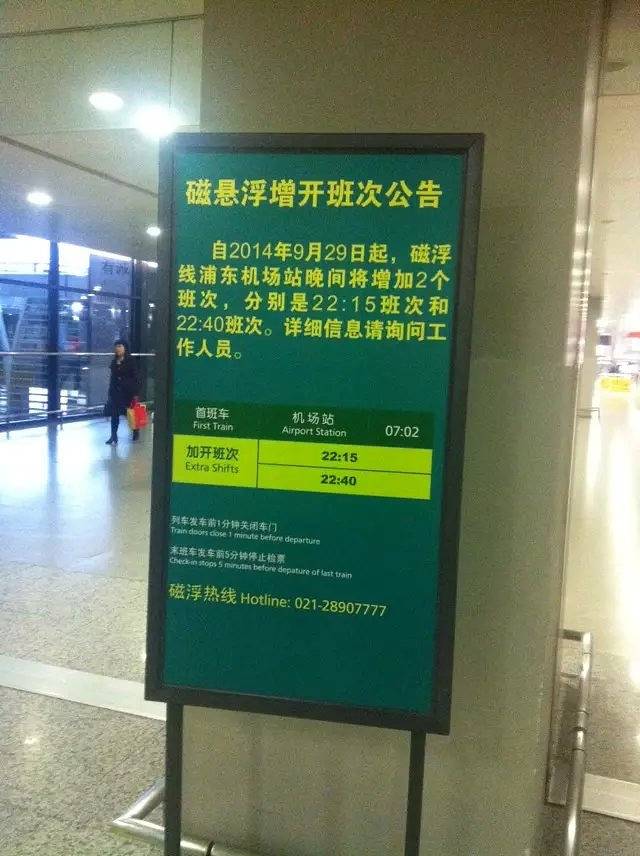 磁悬浮增开班次公告
自2014年9月29日起，磁浮
线浦东机场站晚间将增加2个
班次，分别是22:15班次和
22:40班次。详细信息请询问工
作人员。
首班车 机场站 07:02
First Train Airport Station
加开班次 22:15
Extra Shifts 22:40
列车发车前1分钟关闭车门
Train doors close 1 minute before departure
末班车发车前5分钟停止检票
Check-in stops 5 minutes before depature of last train
磁浮热线 Hotline: 021-28907777